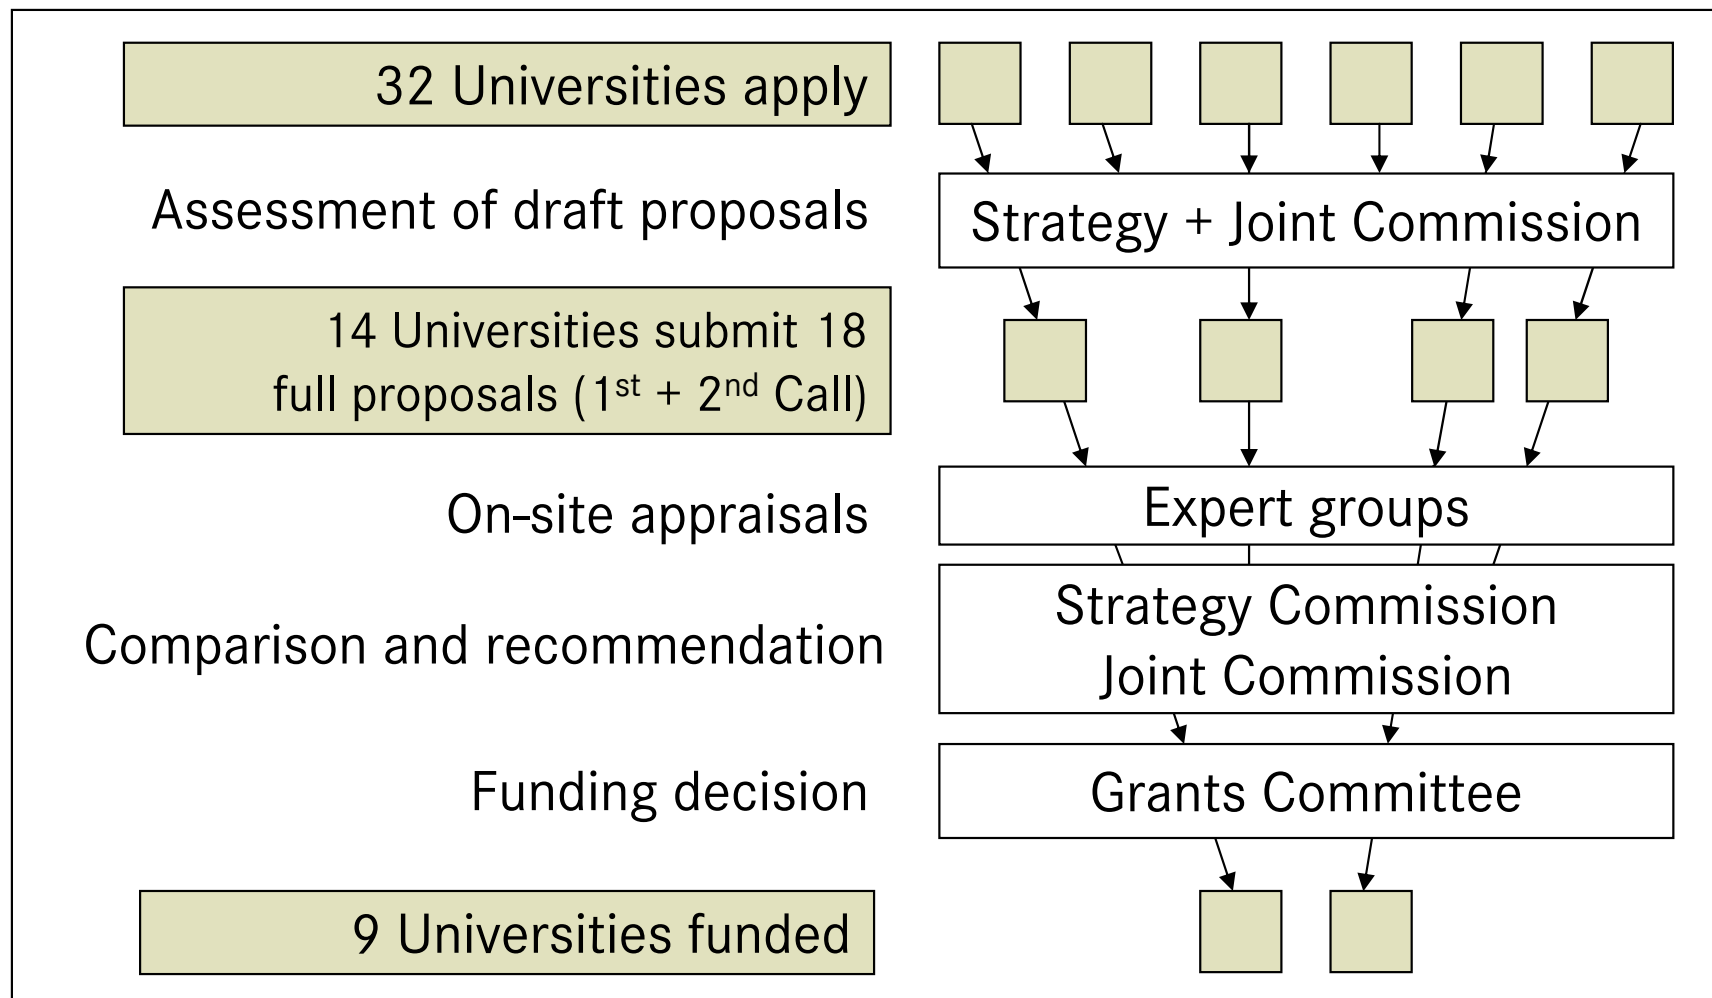 32 Universities apply
Assessment of draft proposals
Strategy + Joint Commission
14 Universities submit 18
full proposals (1st + 2nd Call)
On-site appraisals
Expert groups
Comparison and recommendation
Strategy Commission
Joint Commission
Funding decision
Grants Committee
9 Universities funded